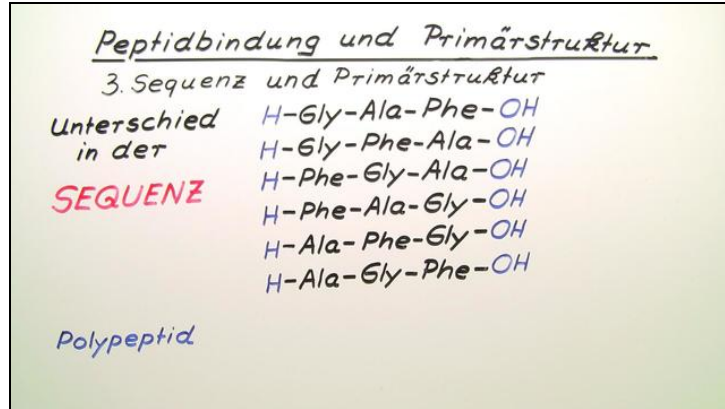 Peptidbindung und Primärstruktur
3. Sequenz und Primärstruktur
Unterschied
in der
SEQUENZ
H-Gly-Ala-Phe-OH
H-Gly-Phe-Ala-OH
H-Phe-Gly-Ala-OH
H-Phe-Ala-Gly-OH
H-Ala-Phe-Gly-OH
H-Ala-Gly-Phe-OH
Polypeptid